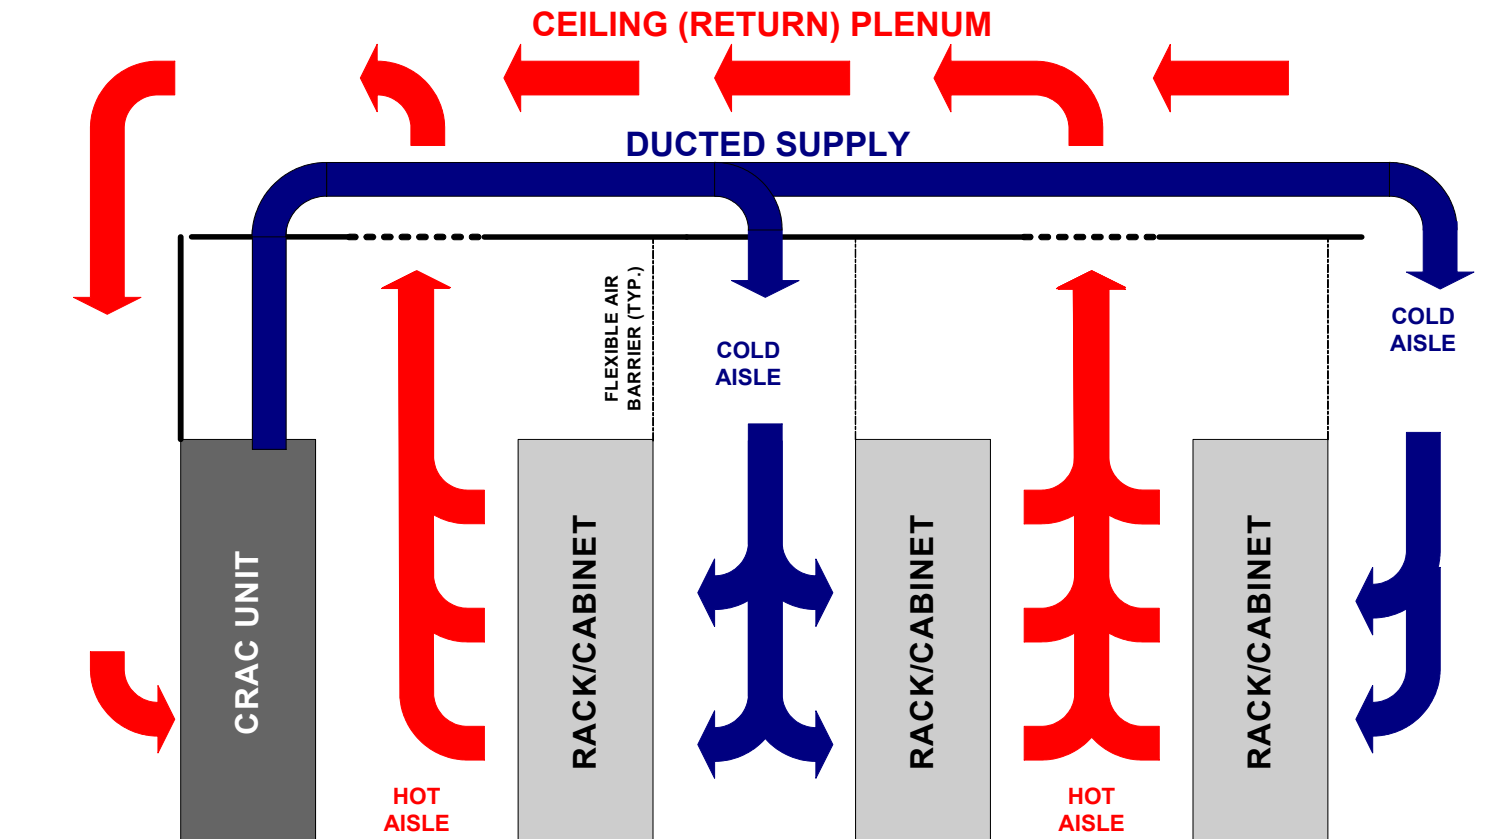 CEILING (RETURN) PLENUM
DUCTED SUPPLY
FLEXIBLE AIR
BARRIER (TYP.)
COLD
AISLE
COLD
AISLE
CRAC UNIT
RACK/CABINET
RACK/CABINET
RACK/CABINET
HOT
AISLE
HOT
AISLE